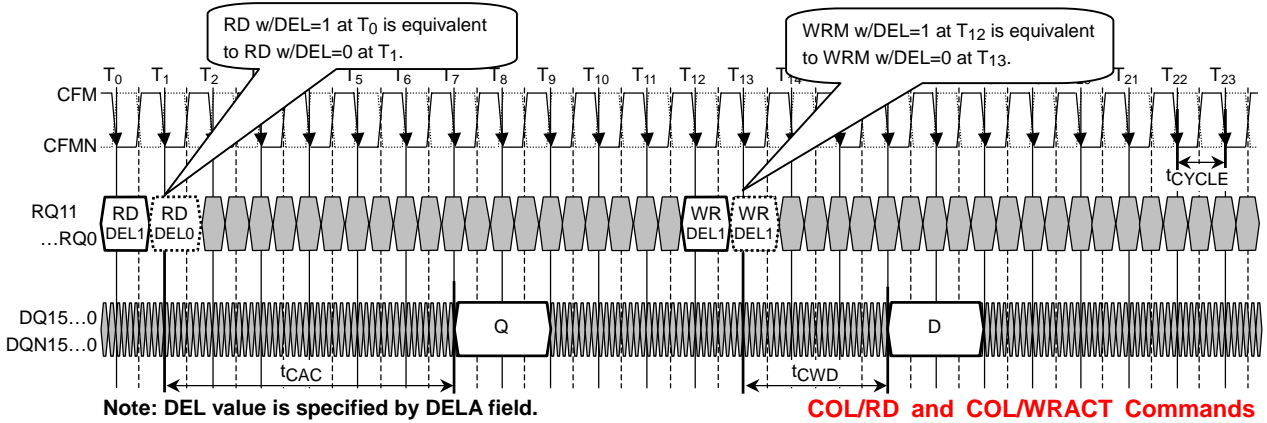 RD w/DEL=1 at T0 is equivalent
to RD w/DEL=0 at T1.
WRM w/DEL=1 at T12 is equivalent
to WRM w/DEL=0 at T13.
T0 T1 T2 T5 T6 T7 T8 T9 T10 T11 T12 T13 T14 T21 T22 T23
CFM
CFMN
tCYCLE
RQ11
…RQ0
RD
DEL1
RD
DEL0
WR
DEL1
WR
DEL1
DQ15…0
DQN15…0
Q
D
tCAC
tCWD
Note: DEL value is specified by DELA field.
COL/RD and COL/WRACT Commands